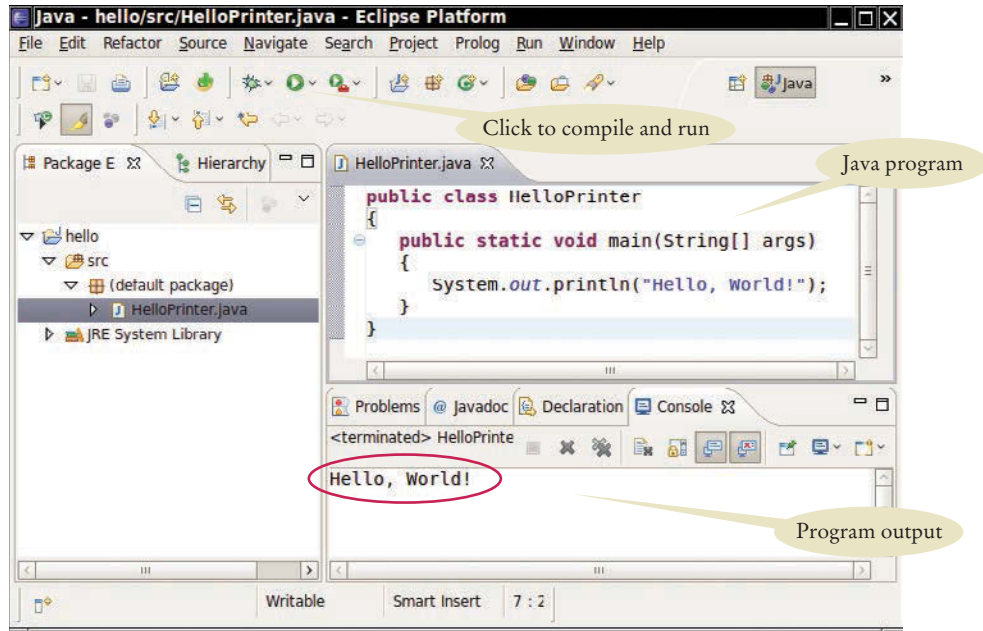 Java - hello/src/HelloPrinter.java - Eclipse Platform
File Edit Refactor Source Navigate Search Project Prolog Run Window Help
Java »
Click to compile and run
Package E Hierarchy
HelloPrinter.java
Java program
hello
src
(default package)
HelloPrinter.java
JRE System Library
public class HelloPrinter
{
public static void main(String[] args)
{
System.out.println("Hello, World!");
}
}
Problems @ Javadoc Declaration Console
<terminated> HelloPrinte
Hello, World!
Program output
Writable Smart Insert 7 : 2